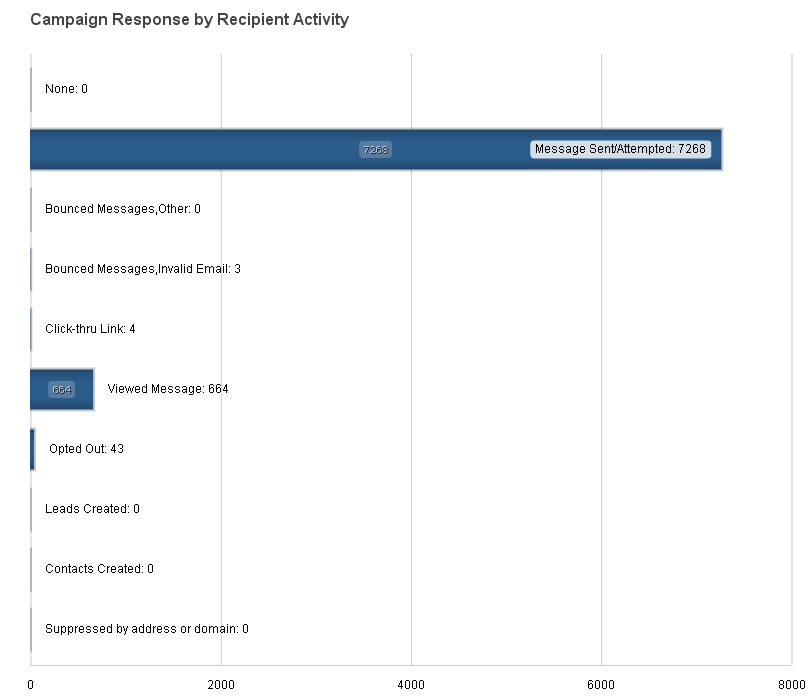 Campaign Response by Recipient Activity
None: 0
7268
Message Sent/Attempted: 7268
Bounced Messages,Other: 0
Bounced Messages,Invalid Email: 3
Click-thru Link: 4
664
Viewed Message: 664
Opted Out: 43
Leads Created: 0
Contacts Created: 0
Suppressed by address or domain: 0
0 2000 4000 6000 8000